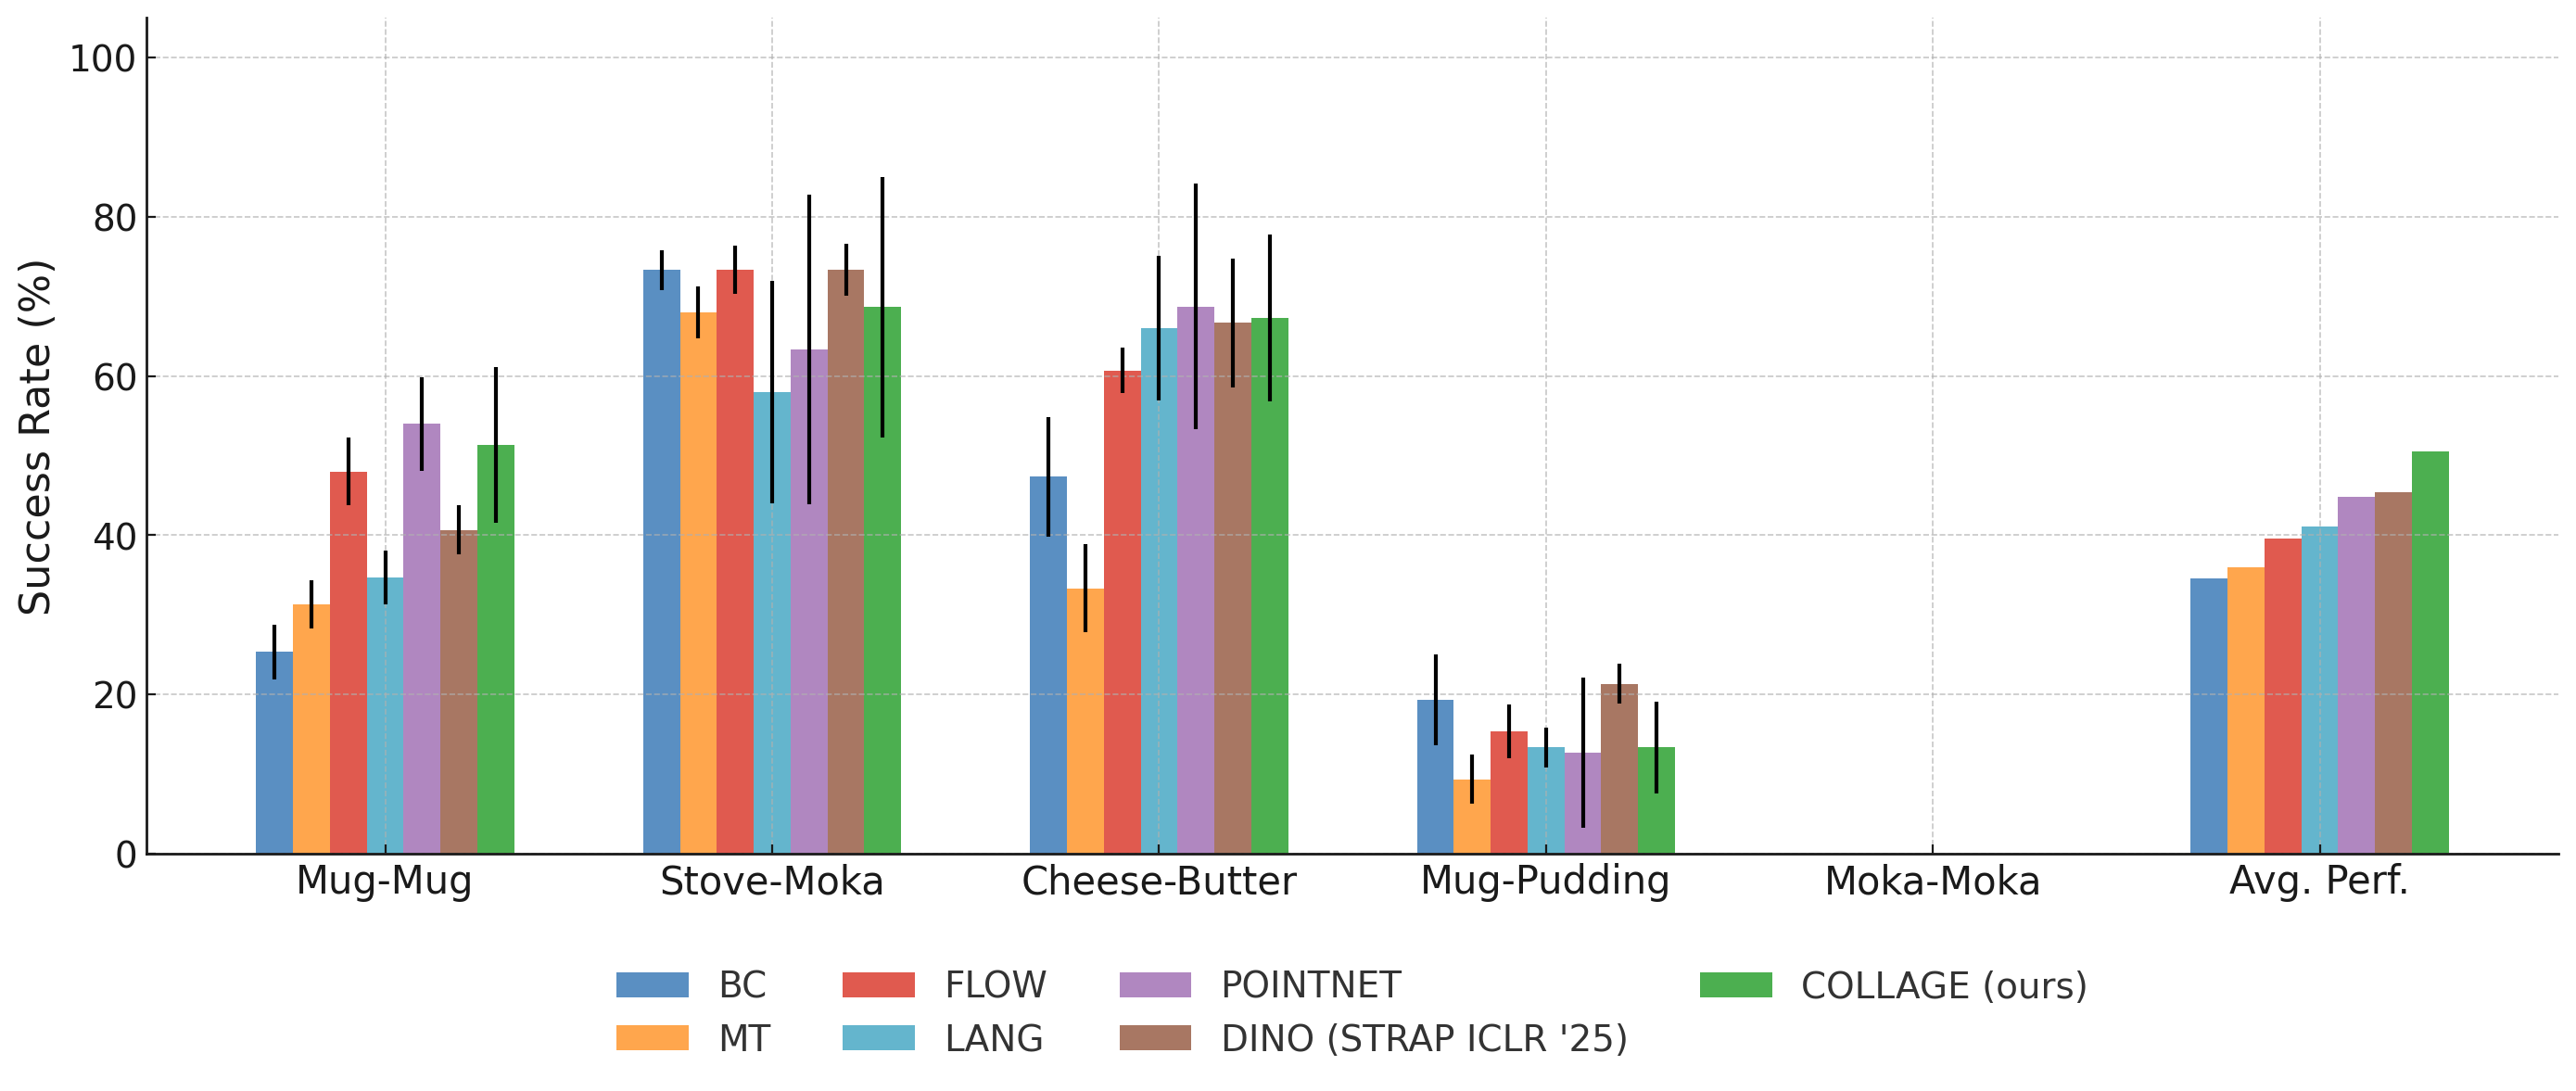 Success Rate (%)
100
80
60
40
20
0
Mug-Mug Stove-Moka Cheese-Butter Mug-Pudding Moka-Moka Avg. Perf.
BC FLOW POINTNET COLLAGE (ours)
MT LANG DINO (STRAP ICLR '25)